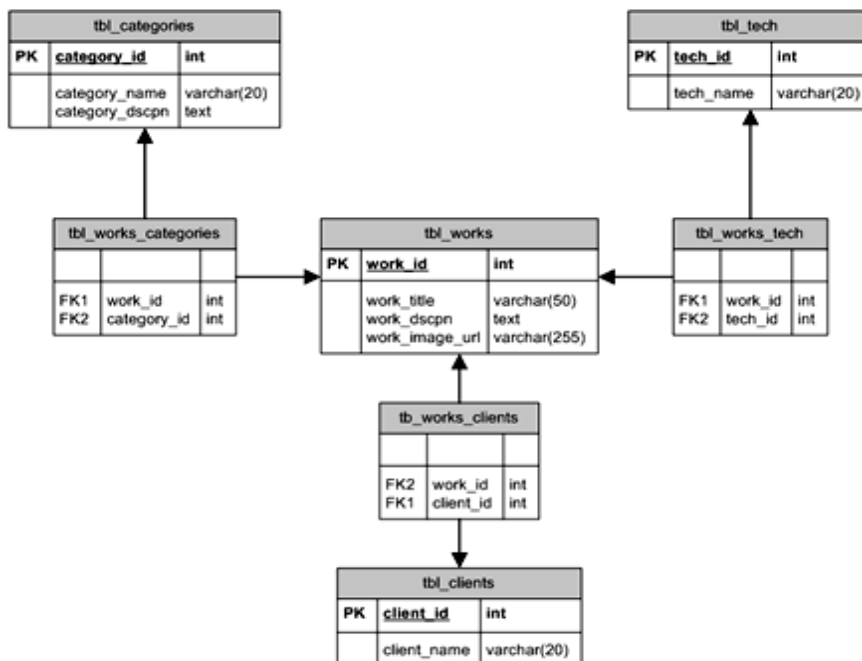 tbl_categories
PK category_id int
category_name varchar(20)
category_dscpn text
tbl_tech
PK tech_id int
tech_name varchar(20)
tbl_works_categories
FK1 work_id int
FK2 category_id int
tbl_works
PK work_id int
work_title varchar(50)
work_dscpn text
work_image_url varchar(255)
tbl_works_tech
FK1 work_id int
FK2 tech_id int
tb_works_clients
FK2 work_id int
FK1 client_id int
tbl_clients
PK client_id int
client_name varchar(20)